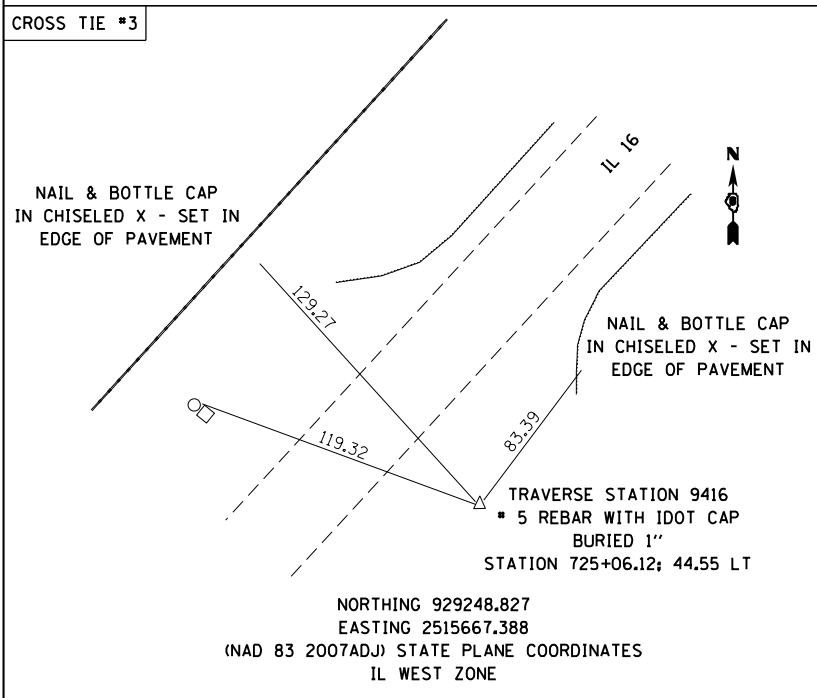 CROSS TIE #3
IL 16
N
NAIL & BOTTLE CAP
IN CHISELED X - SET IN
EDGE OF PAVEMENT
129.27
NAIL & BOTTLE CAP
IN CHISELED X - SET IN
EDGE OF PAVEMENT
119.32
83.39
TRAVERSE STATION 9416
# 5 REBAR WITH IDOT CAP
BURIED 1''
STATION 725+06.12; 44.55 LT
NORTHING 929248.827
EASTING 2515667.388
(NAD 83 2007ADJ) STATE PLANE COORDINATES
IL WEST ZONE